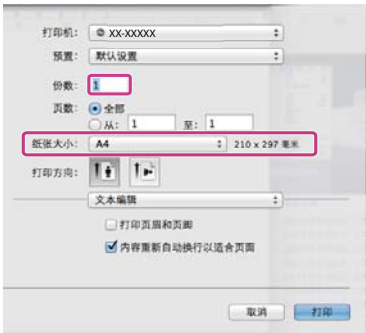 打印机: XX-XXXXX
预置: 默认设置
份数: 1
页数: 全部
从: 1 至: 1
纸张大小: A4 210 x 297 毫米
打印方向:
文本编辑
打印页眉和页脚
内容重新自动换行以适合页面
取消 打印